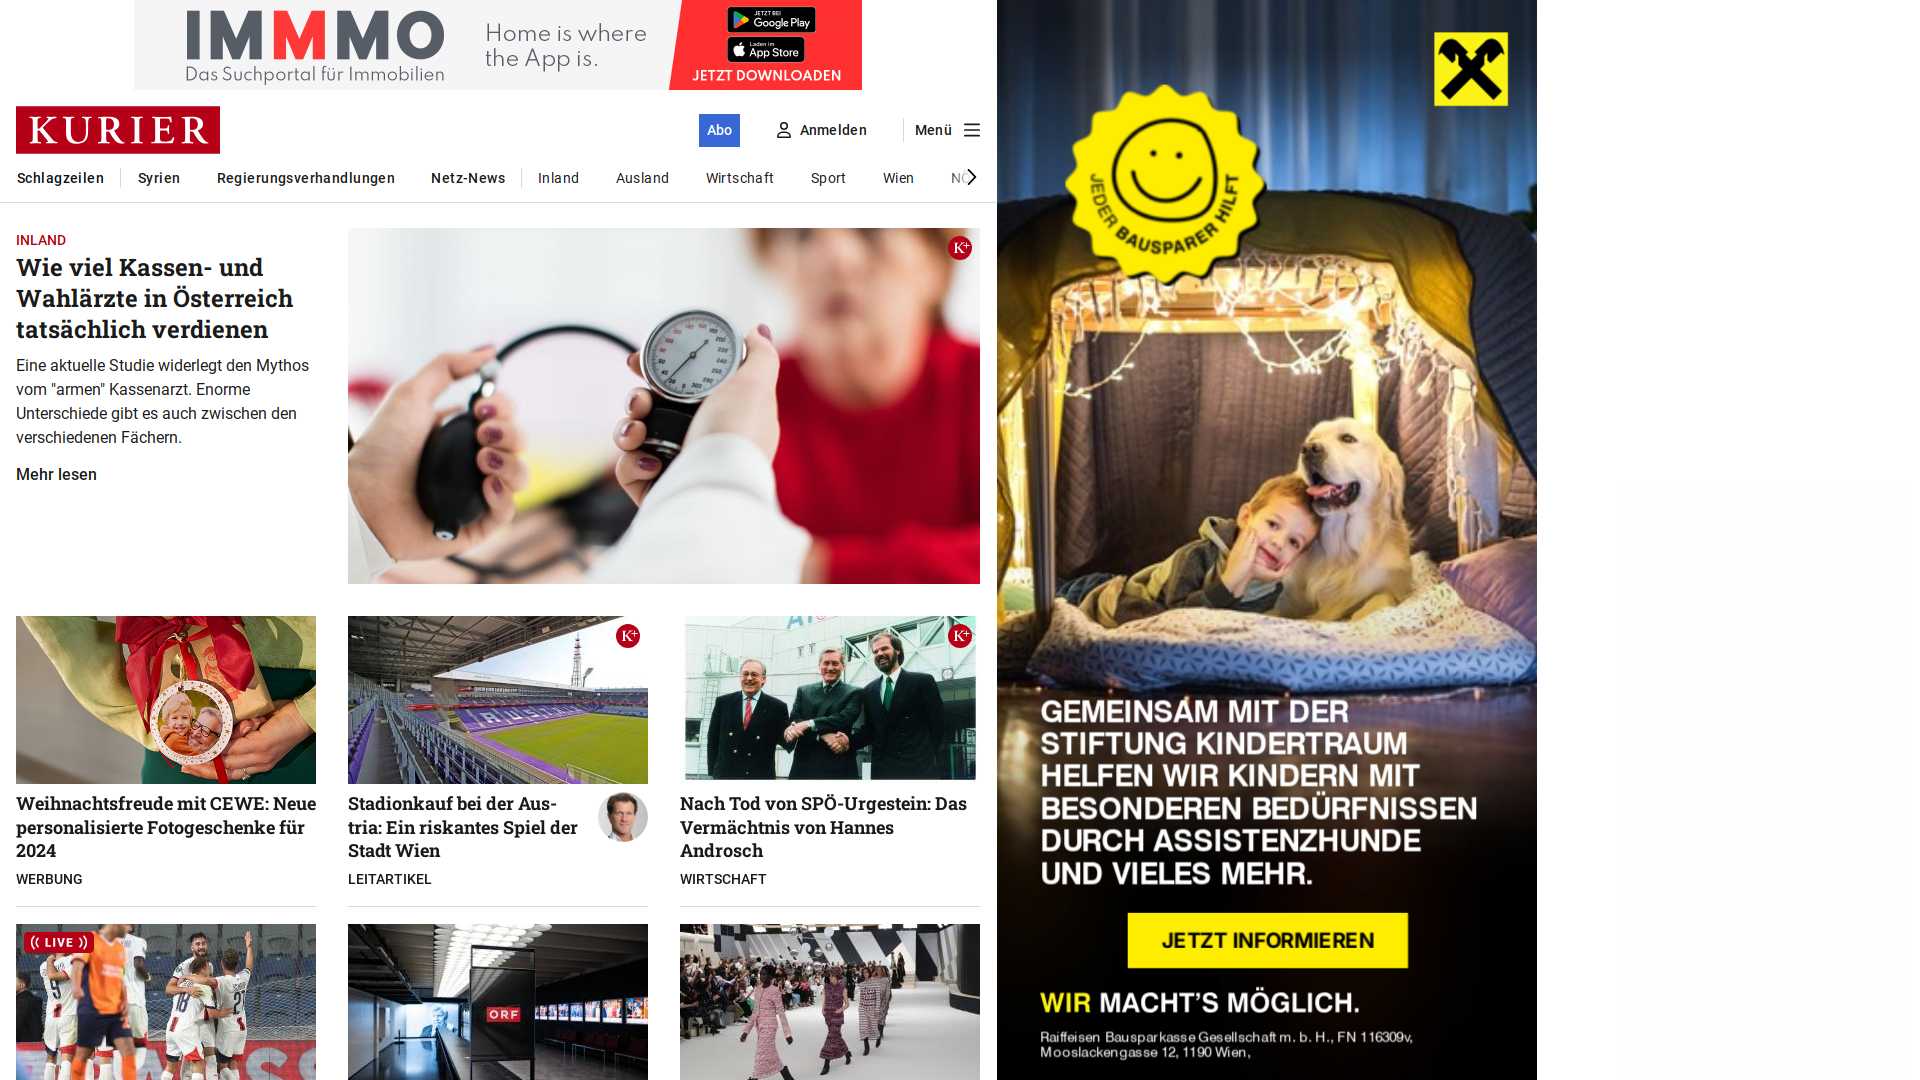 IMMMO
Das Suchportal für Immobilien
Home is where
the App is.
JETZT BEI
Google Play
Laden im
App Store
JETZT DOWNLOADEN
KURIER
Abo
Anmelden
Menü
Schlagzeilen
Syrien
Regierungsverhandlungen
Netz-News
Inland
Ausland
Wirtschaft
Sport
Wien
NÖ
INLAND
Wie viel Kassen- und
Wahlärzte in Österreich
tatsächlich verdienen
Eine aktuelle Studie widerlegt den Mythos
vom "armen" Kassenarzt. Enorme
Unterschiede gibt es auch zwischen den
verschiedenen Fächern.
Mehr lesen
K+
Weihnachtsfreude mit CEWE: Neue
personalisierte Fotogeschenke für
2024
WERBUNG
K+
Stadionkauf bei der Aus-
tria: Ein riskantes Spiel der
Stadt Wien
LEITARTIKEL
K+
Nach Tod von SPÖ-Urgestein: Das
Vermächtnis von Hannes
Androsch
WIRTSCHAFT
LIVE
9
18
21
ORF
JEDER BAUSPARER HILFT
GEMEINSAM MIT DER
STIFTUNG KINDERTRAUM
HELFEN WIR KINDERN MIT
BESONDEREN BEDÜRFNISSEN
DURCH ASSISTENZHUNDE
UND VIELES MEHR.
JETZT INFORMIEREN
WIR MACHT'S MÖGLICH.
Raiffeisen Bausparkasse Gesellschaft m. b. H., FN 116309v,
Mooslackengasse 12, 1190 Wien,